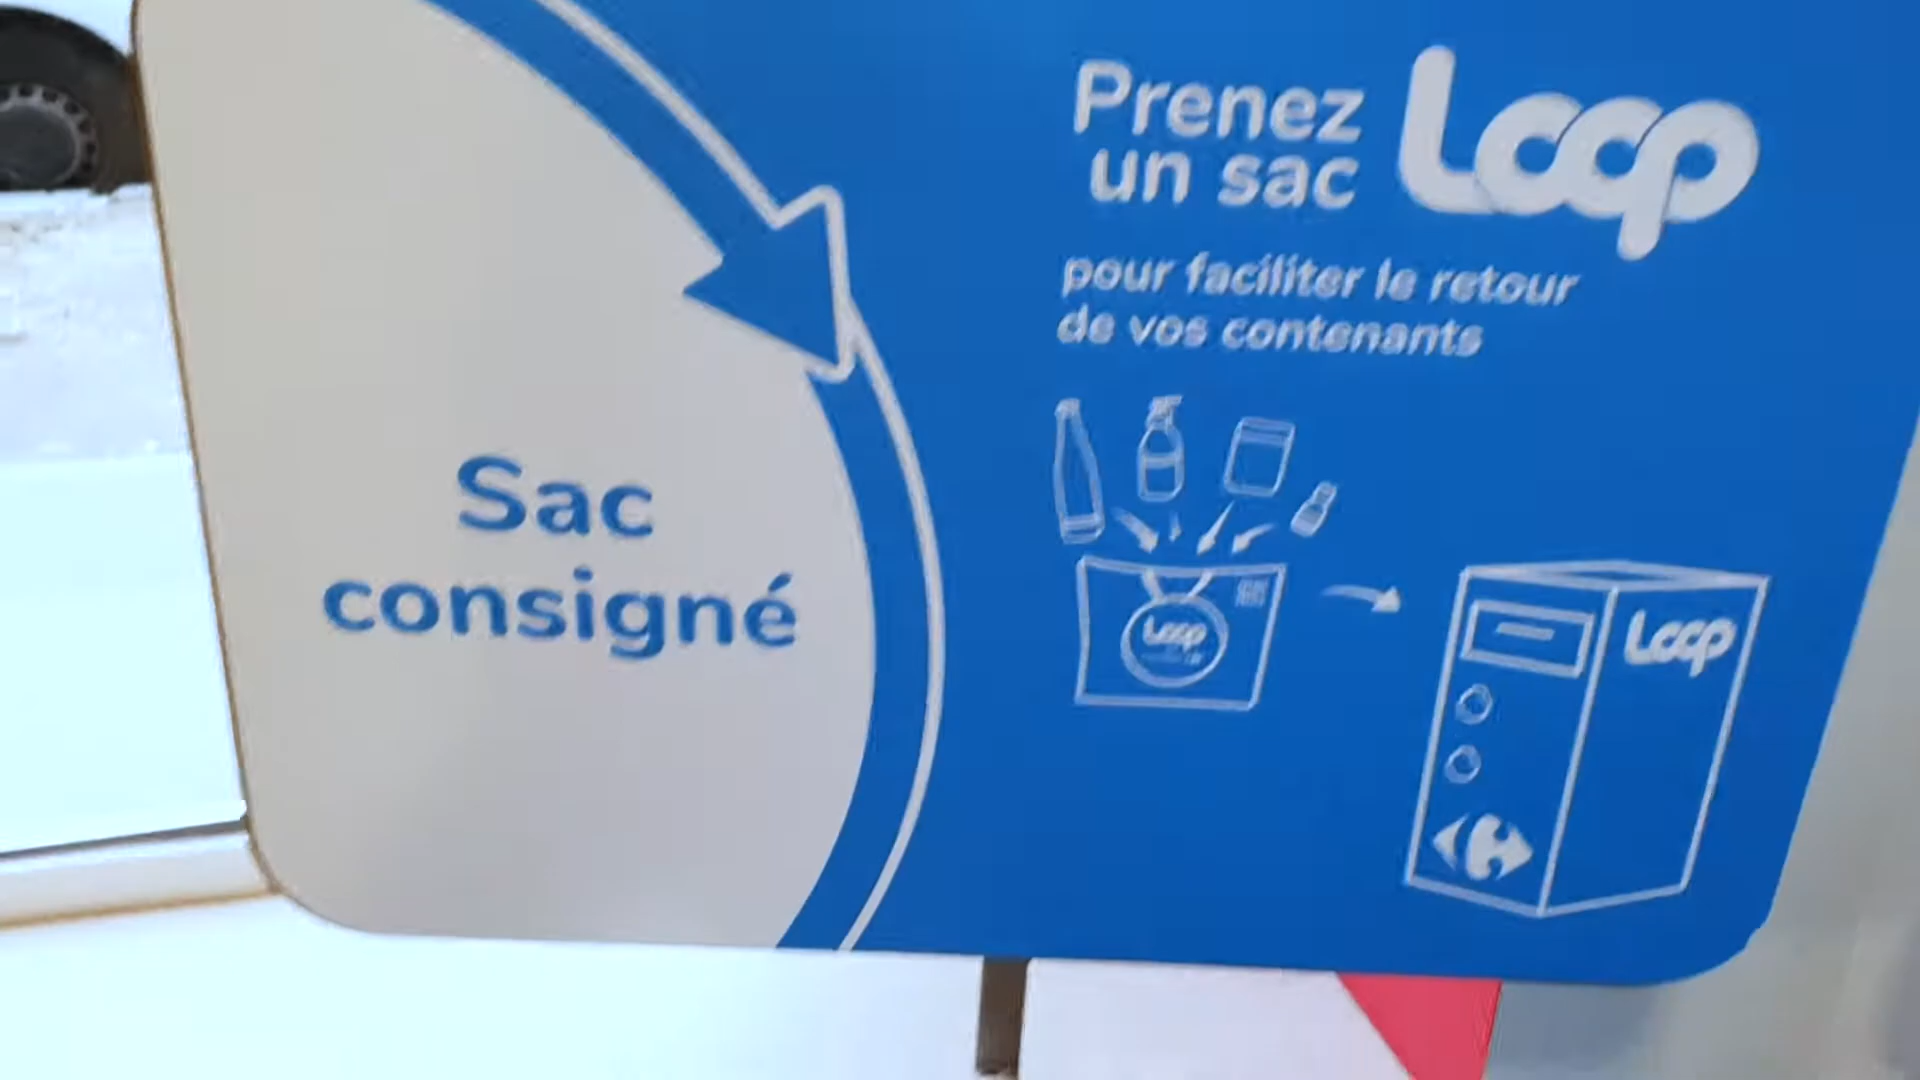 Sac
consigné
Prenez
un sac
Loop
pour faciliter le retour
de vos contenants
Loop
Loop